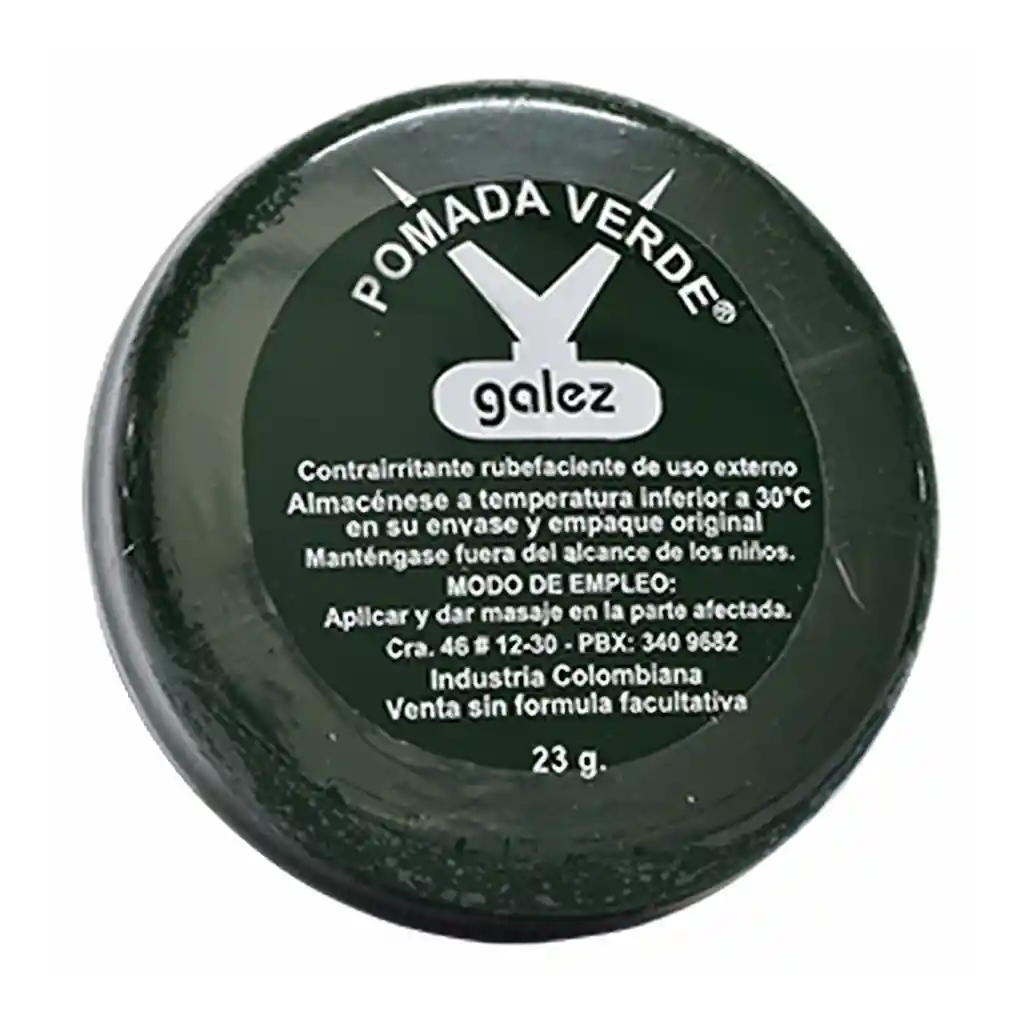 POMADA VERDE®
galez
Contrairritante rubefaciente de uso externo
Almacénese a temperatura inferior a 30°C
en su envase y empaque original
Manténgase fuera del alcance de los niños.
MODO DE EMPLEO:
Aplicar y dar masaje en la parte afectada.
Cra. 46 # 12-30 - PBX: 340 9682
Industria Colombiana
Venta sin formula facultativa
23 g.